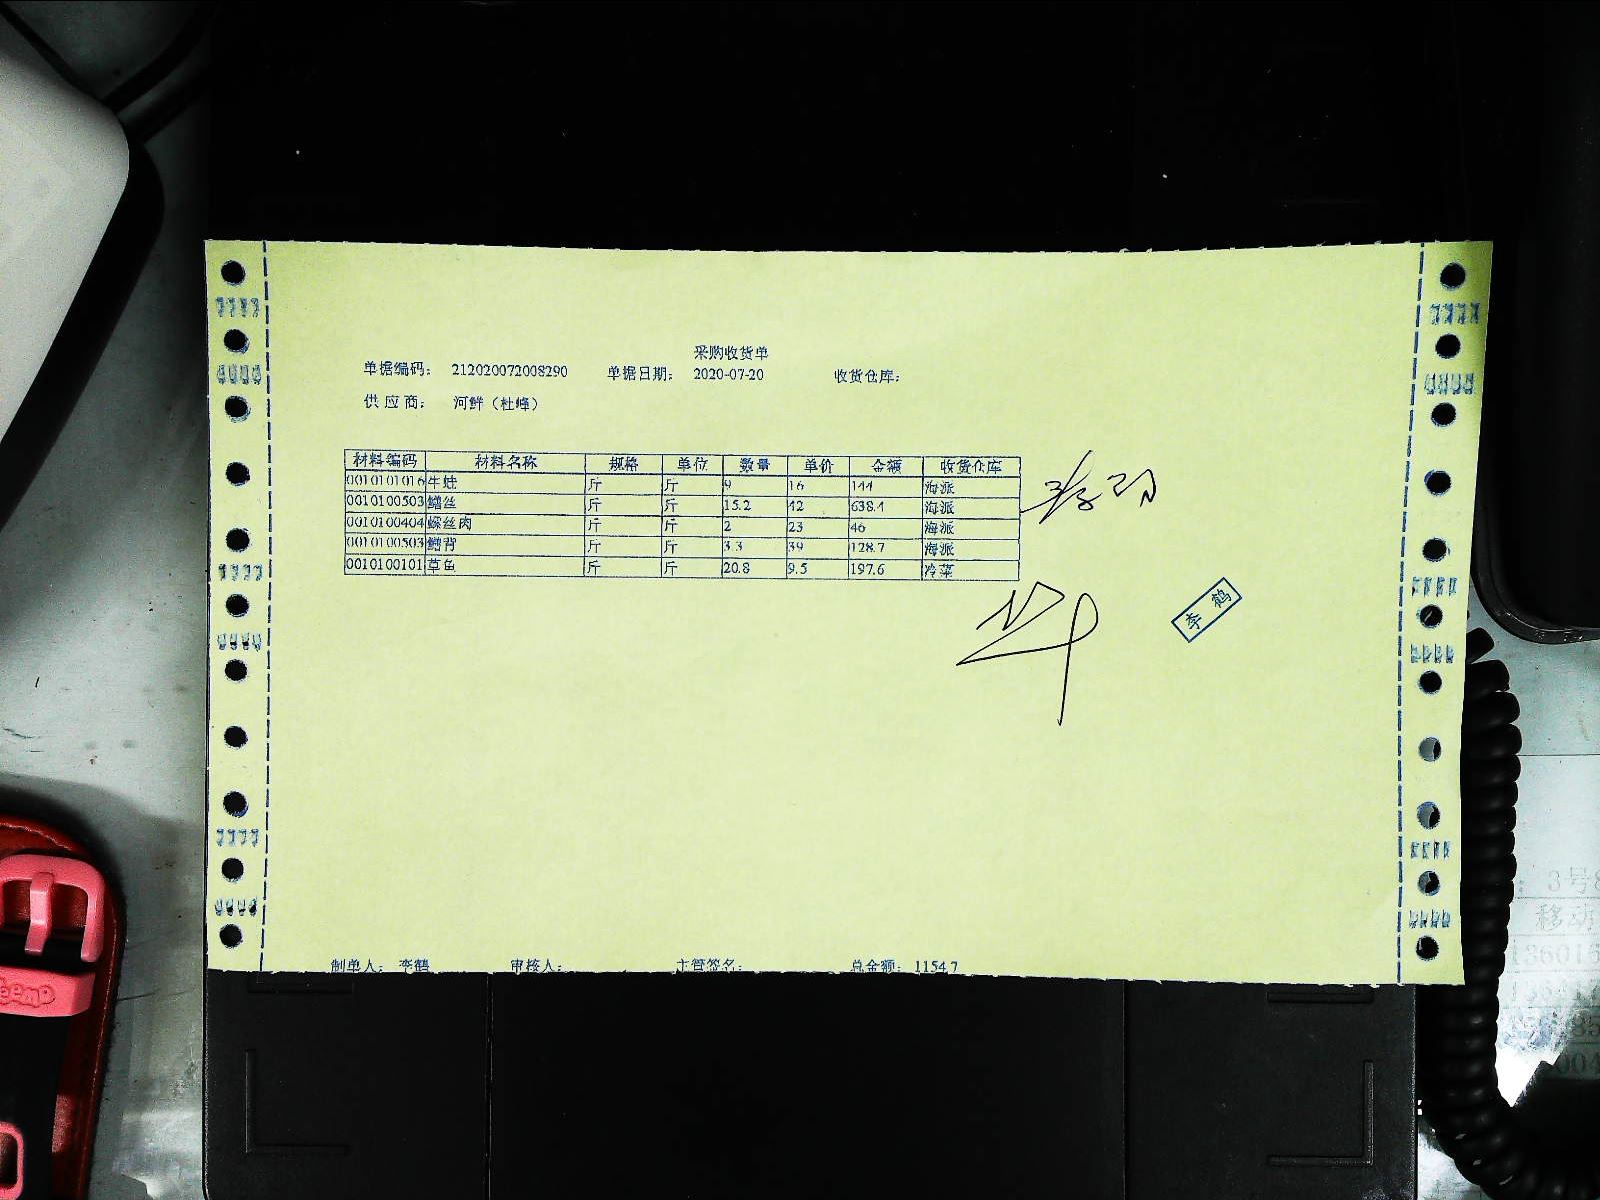 采购收货单
单据编码： 212020072008290 单据日期： 2020-07-20 收货仓库：
供 应 商： 河鲜（杜峰）
材料编码 材料名称 规格 单位 数量 单价 金额 收货仓库
0010101016 牛蛙 斤 斤 9 16 144 海派
0010100503 鳝丝 斤 斤 15.2 42 638.4 海派
0010100404 螺丝肉 斤 斤 2 23 46 海派
0010100503 鳝背 斤 斤 3.3 39 128.7 海派
0010100101 草鱼 斤 斤 20.8 9.5 197.6 冷菜
李 鹤
制单人： 李鹤 审核人： 主管签名： 总金额： 1154.7
3号
移动